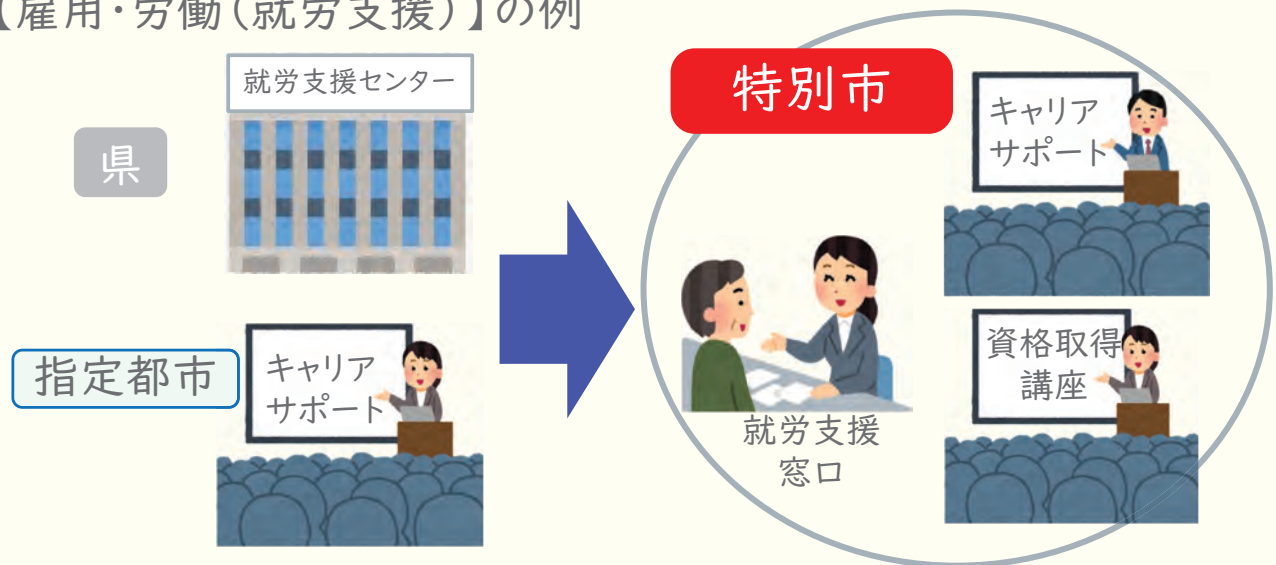 【雇用・労働(就労支援)】の例
県
就労支援センター
指定都市
キャリア
サポート
特別市
キャリア
サポート
就労支援
窓口
資格取得
講座